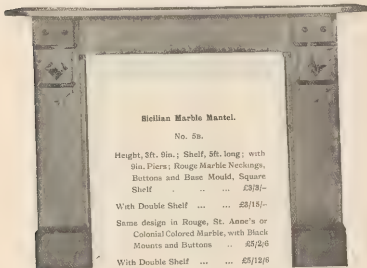 Sicilian Marble Mantel.
No. 5B.
Height, 3ft. 9in.; Shelf, 5ft. long; with
9in. Piers; Rouge Marble Neckings,
Buttons and Base Mould, Square
Shelf . .. ... £3/3/-
With Double Shelf ... ... £3/15/-
Same design in Rouge, St. Anne's or
Colonial Colored Marble, with Black
Mounts and Buttons .. £5/2/6
With Double Shelf ... ... £5/12/6